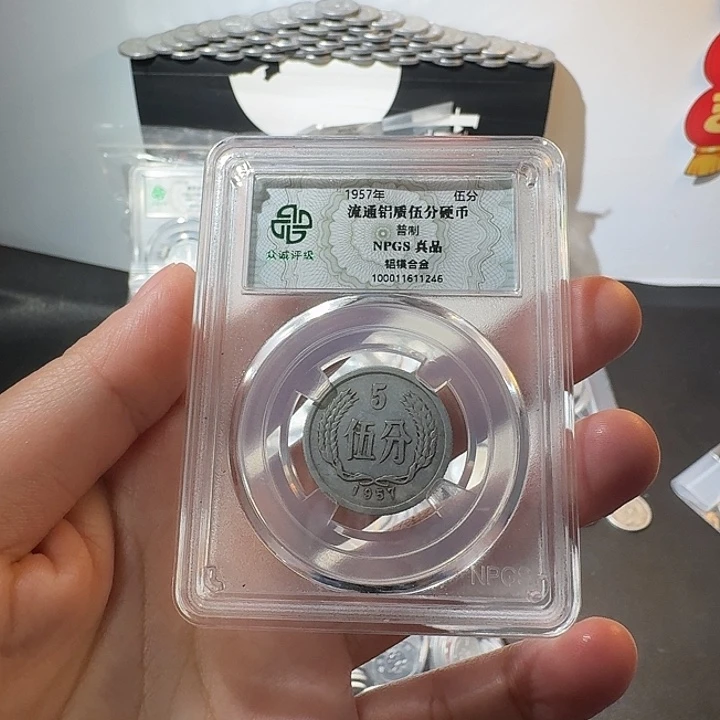 1957年 伍分
流通铝质伍分硬币
普制
NPGS 真品
铝镁合金
100011611246
众诚评级
5
伍分
1957
NPGS